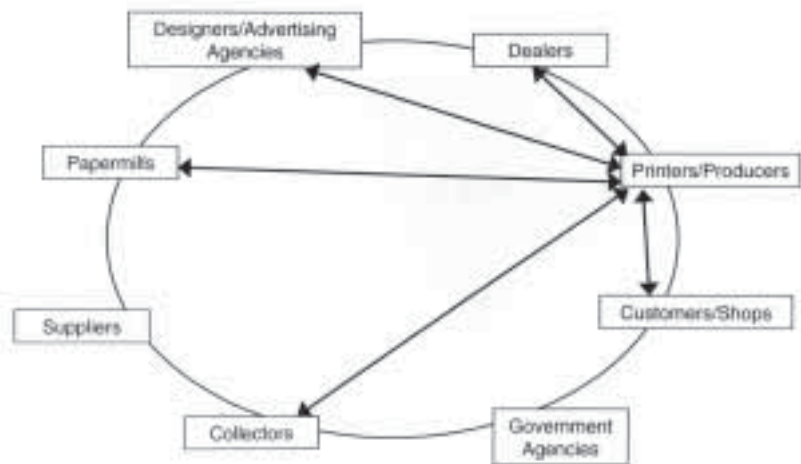 Designers/Advertising
Agencies
Dealers
Papermills
Printers/Producers
Suppliers
Customers/Shops
Collectors
Government
Agencies